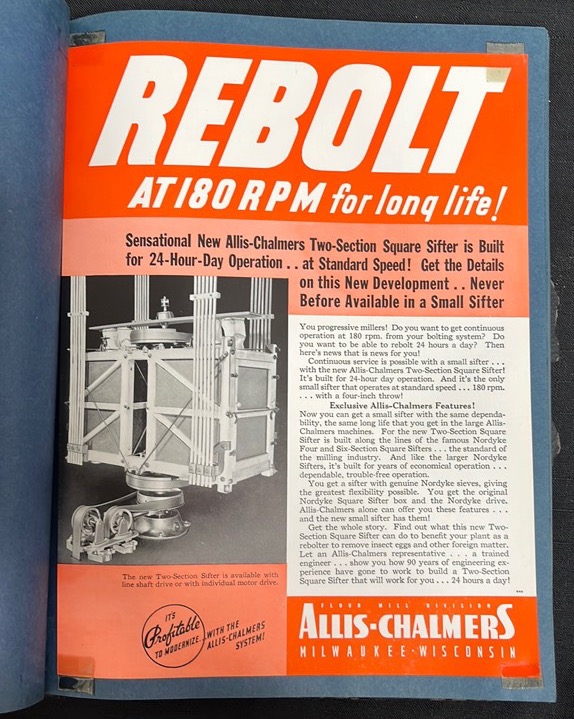 REBOLT
AT 180 RPM for long life!
Sensational New Allis-Chalmers Two-Section Square Sifter is Built
for 24-Hour-Day Operation . . at Standard Speed! Get the Details
on this New Development . . Never
Before Available in a Small Sifter
You progressive millers! Do you want to get continuous
operation at 180 rpm. from your bolting system? Do
you want to be able to rebolt 24 hours a day? Then
here's news that is news for you!
Continuous service is possible with a small sifter . . .
with the new Allis-Chalmers Two-Section Square Sifter!
It's built for 24-hour day operation. And it's the only
small sifter that operates at standard speed . . . 180 rpm.
. . . with a four-inch throw!
Exclusive Allis-Chalmers Features!
Now you can get a small sifter with the same dependa-
bility, the same long life that you get in the large Allis-
Chalmers machines. For the new Two-Section Square
Sifter is built along the lines of the famous Nordyke
Four and Six-Section Square Sifters . . . the standard of
the milling industry. And like the larger Nordyke
Sifters, it's built for years of economical operation . . .
dependable, trouble-free operation.
You get a sifter with genuine Nordyke sieves, giving
the greatest flexibility possible. You get the original
Nordyke Square Sifter box and the Nordyke drive.
Allis-Chalmers alone can offer you these features . . .
and the new small sifter has them!
Get the whole story. Find out what this new Two-
Section Sifter can do to benefit your plant as a
rebolter to remove insect eggs and other foreign matter.
Let an Allis-Chalmers representative . . . a trained
engineer . . . show you how 90 years of engineering ex-
perience have gone to work to build a Two-Section
Square Sifter that will work for you . . . 24 hours a day!
The new Two-Section Sifter is available with
line shaft drive or with individual motor drive.
IT'S
Profitable
TO MODERNIZE . . WITH THE
ALLIS-CHALMERS
SYSTEM!
FLOUR MILL DIVISION
ALLIS-CHALMERS
MILWAUKEE · WISCONSIN